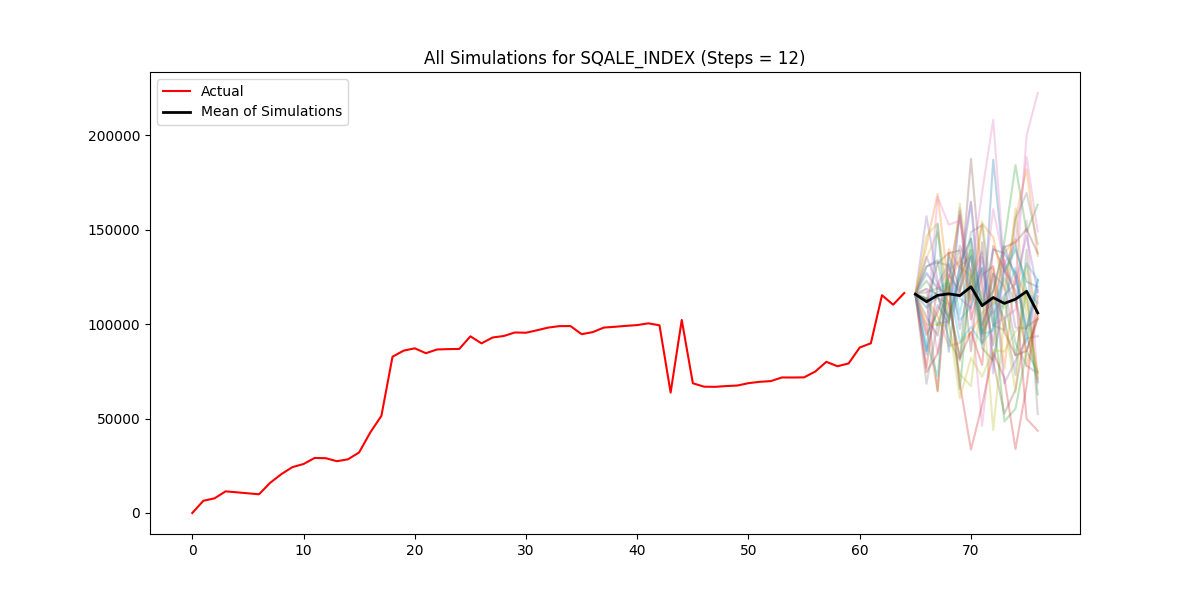 All Simulations for SQALE_INDEX (Steps = 12)
Actual
Mean of Simulations
200000
150000
100000
50000
0
0 10 20 30 40 50 60 70